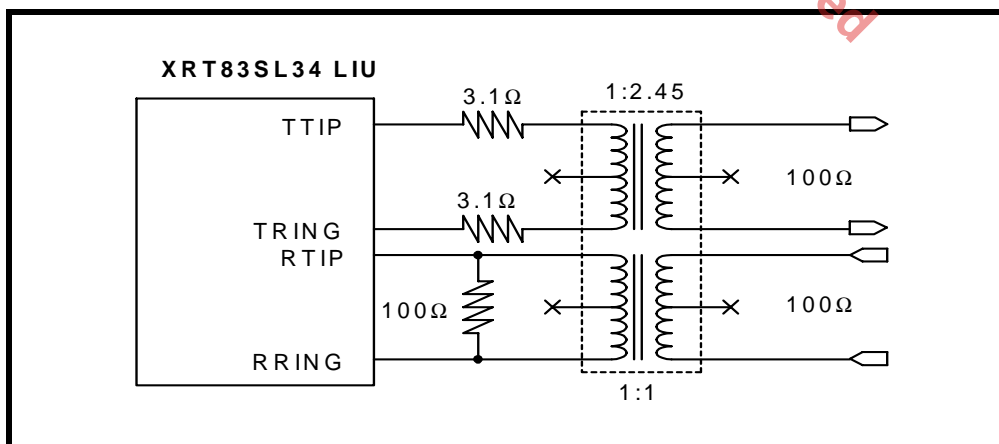 XRT83SL34 LIU
1:2.45
3.1Ω
TTIP
100Ω
3.1Ω
TRING
RTIP
100Ω
100Ω
RRING
1:1